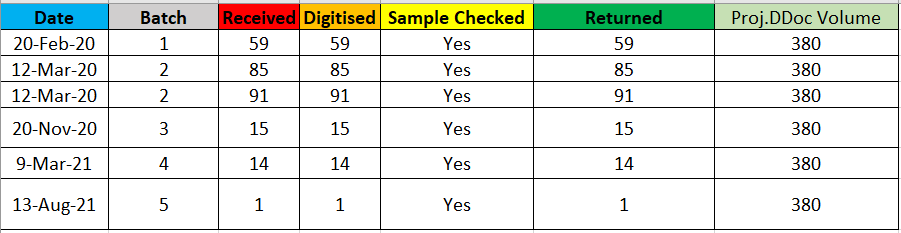 Date Batch Received Digitised Sample Checked Returned Proj.DDoc Volume
20-Feb-20 1 59 59 Yes 59 380
12-Mar-20 2 85 85 Yes 85 380
12-Mar-20 2 91 91 Yes 91 380
20-Nov-20 3 15 15 Yes 15 380
9-Mar-21 4 14 14 Yes 14 380
13-Aug-21 5 1 1 Yes 1 380